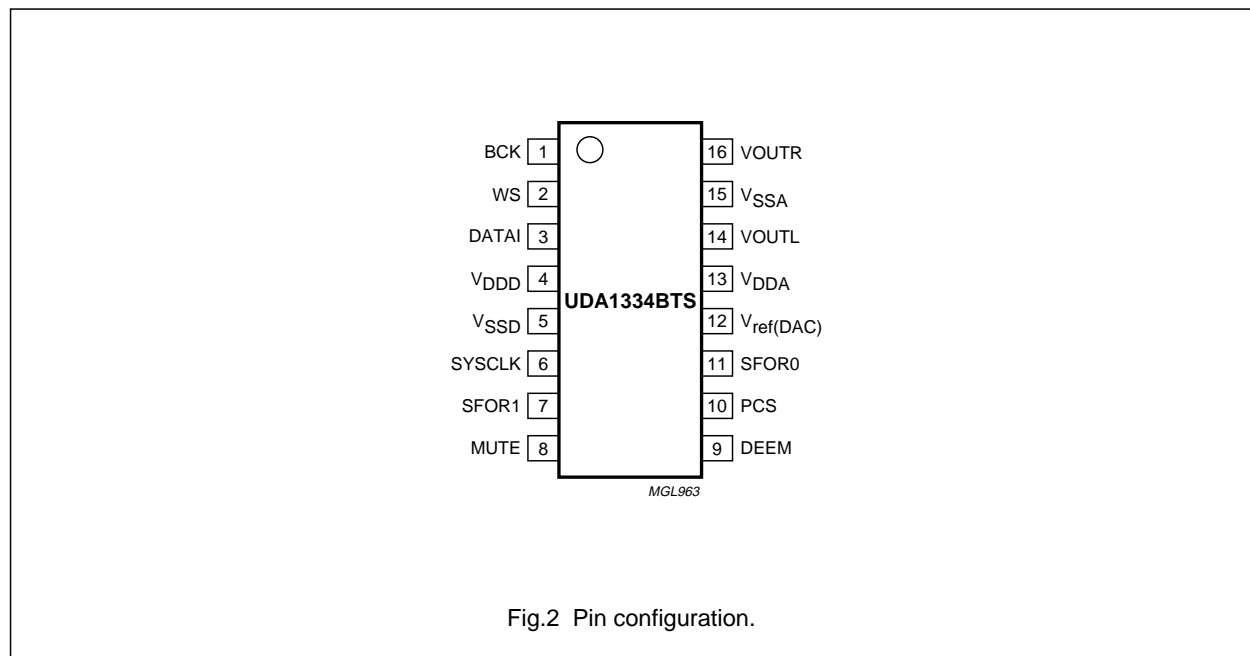 BCK 1 16 VOUTR
WS 2 15 VSSA
DATAI 3 14 VOUTL
VDDD 4 13 VDDA
UDA1334BTS
VSSD 5 12 Vref(DAC)
SYSCLK 6 11 SFOR0
SFOR1 7 10 PCS
MUTE 8 9 DEEM
MGL963
Fig.2 Pin configuration.